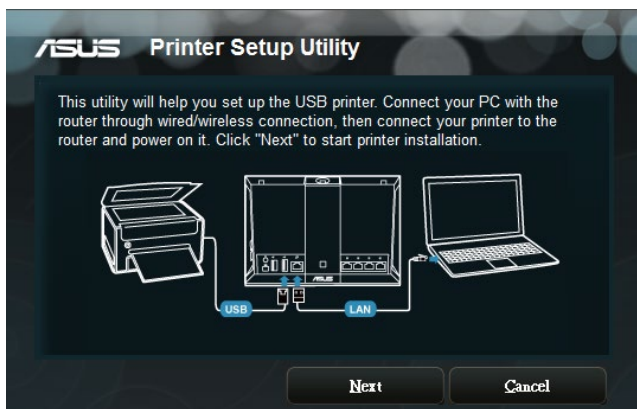 ASUS Printer Setup Utility
This utility will help you set up the USB printer. Connect your PC with the
router through wired/wireless connection, then connect your printer to the
router and power on it. Click "Next" to start printer installation.
ASUS
USB
LAN
Next
Cancel